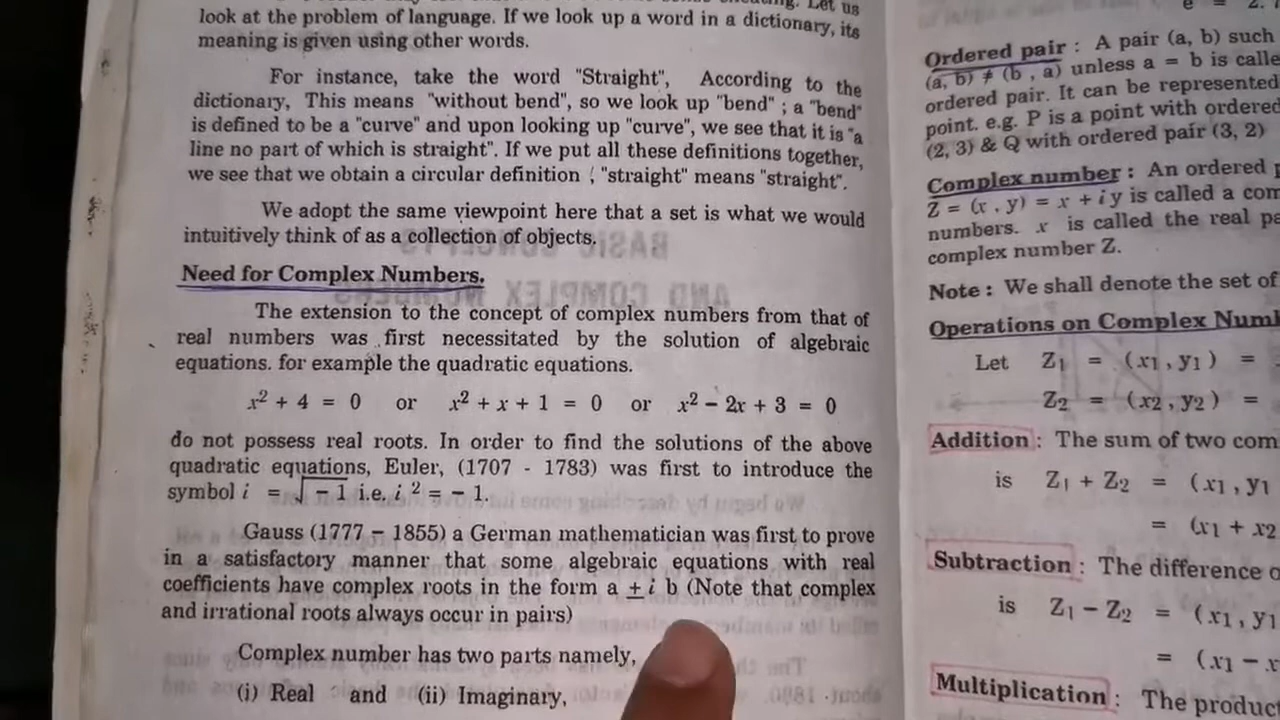 look at the problem of language. If we look up a word in a dictionary, its
meaning is given using other words.
For instance, take the word "Straight", According to the
dictionary, This means "without bend", so we look up "bend" ; a "bend"
is defined to be a "curve" and upon looking up "curve", we see that it is "a
line no part of which is straight". If we put all these definitions together,
we see that we obtain a circular definition ; "straight" means "straight".
We adopt the same viewpoint here that a set is what we would
intuitively think of as a collection of objects.
Need for Complex Numbers.
The extension to the concept of complex numbers from that of
real numbers was first necessitated by the solution of algebraic
equations. for example the quadratic equations.
x² + 4 = 0 or x² + x + 1 = 0 or x² − 2x + 3 = 0
do not possess real roots. In order to find the solutions of the above
quadratic equations, Euler, (1707 - 1783) was first to introduce the
symbol i = √−1 i.e. i² = − 1.
Gauss (1777 − 1855) a German mathematician was first to prove
in a satisfactory manner that some algebraic equations with real
coefficients have complex roots in the form a ± i b (Note that complex
and irrational roots always occur in pairs)
Complex number has two parts namely,
(i) Real and (ii) Imaginary,
Ordered pair : A pair (a, b) such
(a, b) ≠ (b , a) unless a = b is calle
ordered pair. It can be represented
point. e.g. P is a point with ordered
(2, 3) & Q with ordered pair (3, 2)
Complex number : An ordered
Z = (x , y) = x + i y is called a com
numbers. x is called the real pa
complex number Z.
Note : We shall denote the set of
Operations on Complex Num
Let Z₁ = (x₁ , y₁) =
Z₂ = (x₂ , y₂) =
Addition : The sum of two com
is Z₁ + Z₂ = (x₁ , y₁
= (x₁ + x₂
Subtraction : The difference o
is Z₁ − Z₂ = (x₁ , y₁
= (x₁ − x
Multiplication : The produc